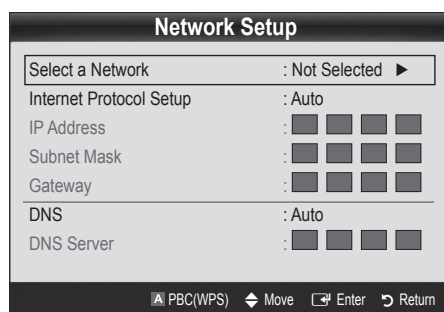 Network Setup
Select a Network : Not Selected ►
Internet Protocol Setup : Auto
IP Address :
Subnet Mask :
Gateway :
DNS : Auto
DNS Server :
A PBC(WPS) Move Enter Return